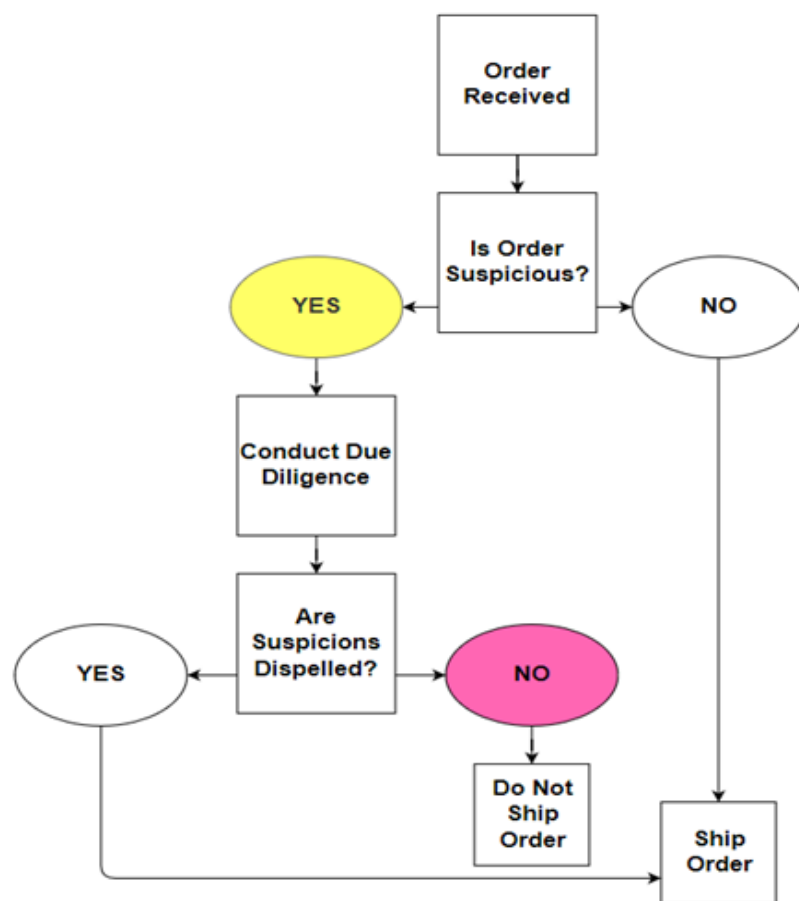 Order
Received
Is Order
Suspicious?
YES
NO
Conduct Due
Diligence
Are
Suspicions
Dispelled?
YES
NO
Do Not
Ship
Order
Ship
Order